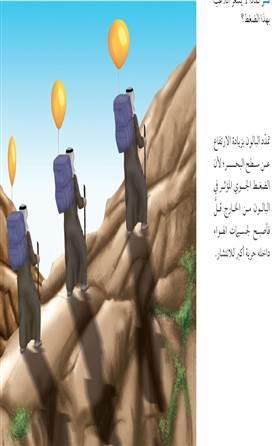 بهذا الضغط؟
تمدّد البالون بزيادة الارتفاع
عن سطح البحر؛ لأن
الضغط الجوي المؤثر في
البالون من الخارج قلّ
فأصبح لجسيمات الهواء
داخله حرية أكبر للانتشار.